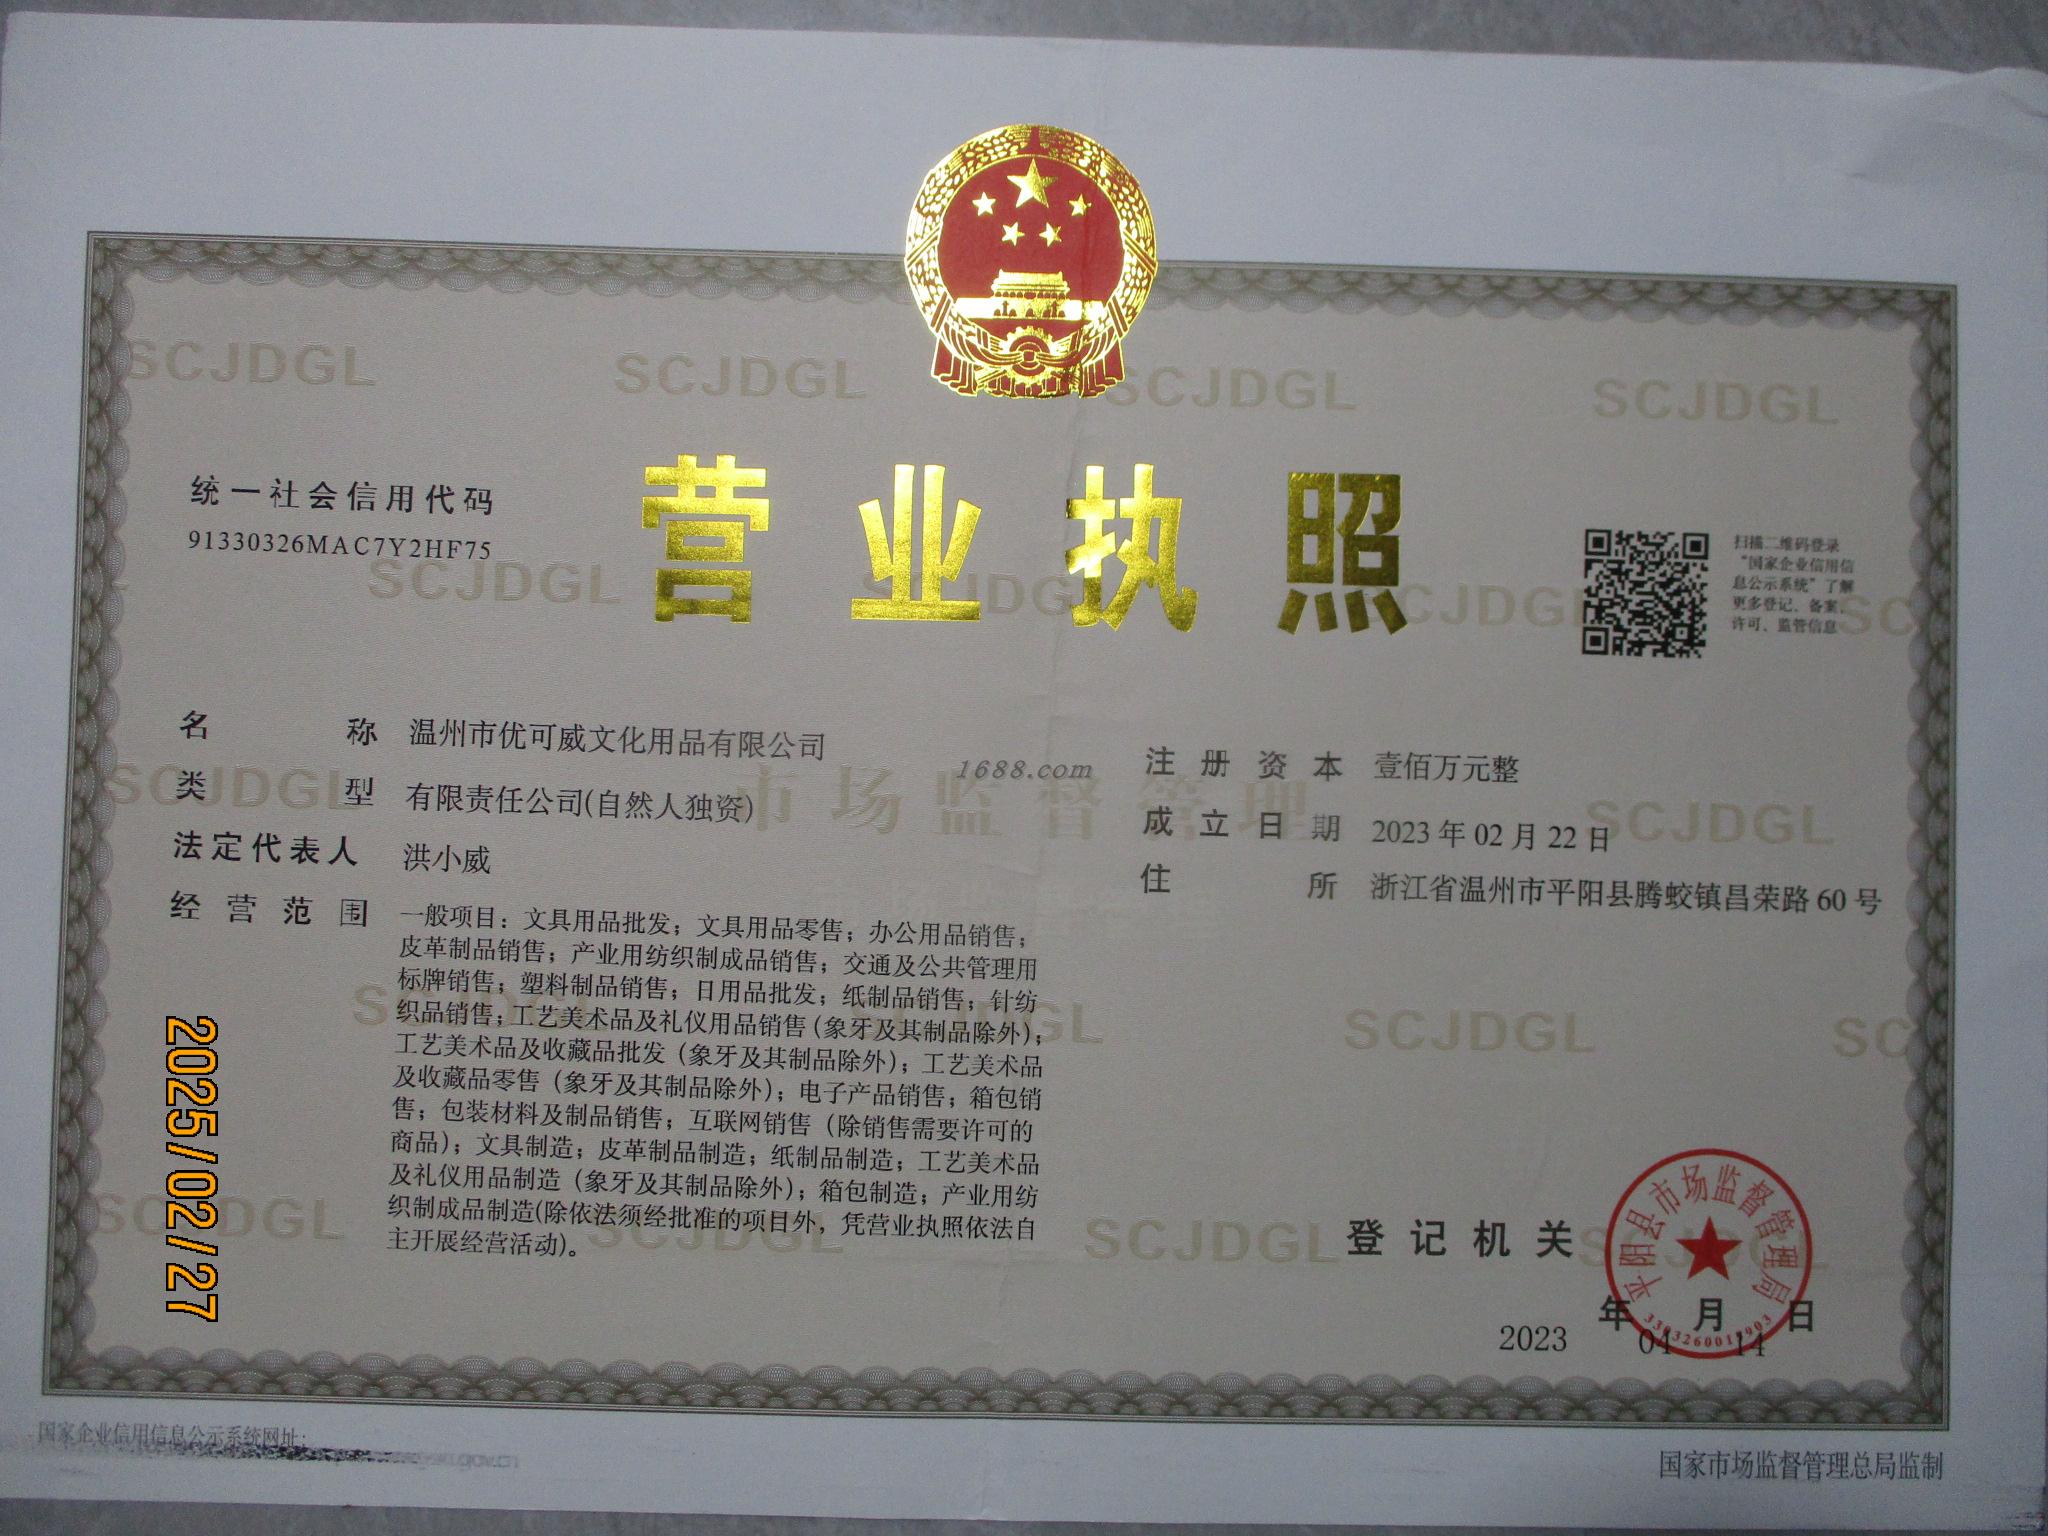 SCJDGL SCJDGL SCJDGL SCJDGL
营业执照
统一社会信用代码
91330326MAC7Y2HF75
扫描二维码登录
“国家企业信用信
息公示系统”了解
更多登记、备案、
许可、监管信息
名称 温州市优可威文化用品有限公司
类型 有限责任公司(自然人独资)
法定代表人 洪小威
经营范围 一般项目：文具用品批发；文具用品零售；办公用品销售；
皮革制品销售；产业用纺织制成品销售；交通及公共管理用
标牌销售；塑料制品销售；日用品批发；纸制品销售；针纺
织品销售；工艺美术品及礼仪用品销售（象牙及其制品除外）；
工艺美术品及收藏品批发（象牙及其制品除外）；工艺美术品
及收藏品零售（象牙及其制品除外）；电子产品销售；箱包销
售；包装材料及制品销售；互联网销售（除销售需要许可的
商品）；文具制造；皮革制品制造；纸制品制造；工艺美术品
及礼仪用品制造（象牙及其制品除外）；箱包制造；产业用纺
织制成品制造(除依法须经批准的项目外，凭营业执照依法自
主开展经营活动)。
1688.com
市场监督管理
注册资本 壹佰万元整
成立日期 2023年02月22日
住所 浙江省温州市平阳县腾蛟镇昌荣路60号
登记机关
平阳县市场监督管理局
2023年04月14日
2025/02/27
国家企业信用信息公示系统网址：
国家市场监督管理总局监制